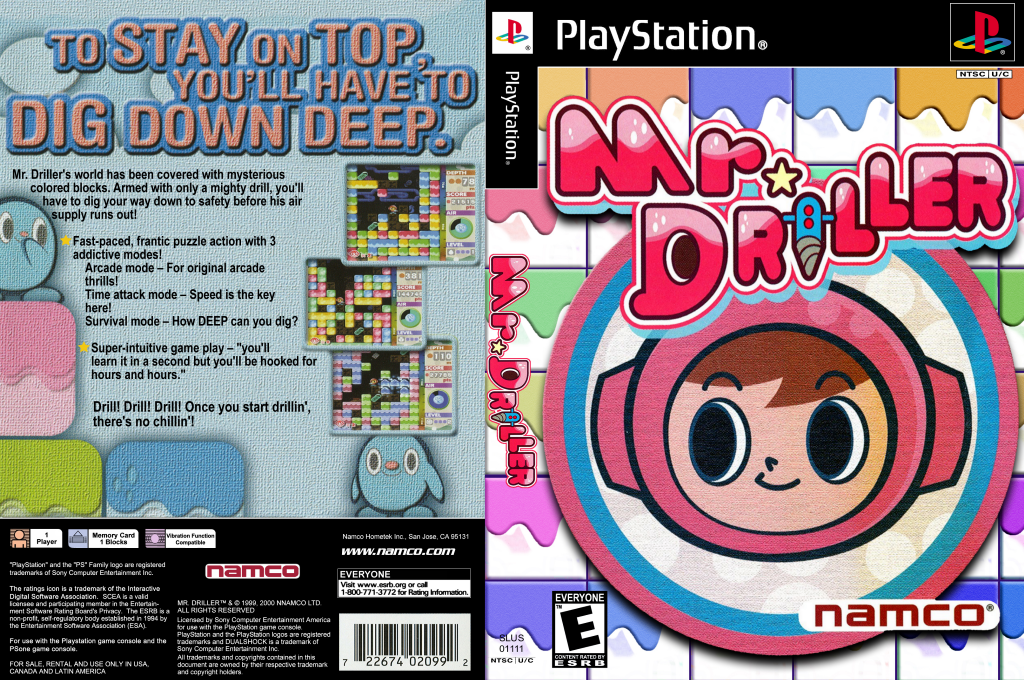 TO STAY ON TOP,
YOU'LL HAVE TO
DIG DOWN DEEP.
Mr. Driller's world has been covered with mysterious
colored blocks. Armed with only a mighty drill, you'll
have to dig your way down to safety before his air
supply runs out!
Fast-paced, frantic puzzle action with 3
addictive modes!
Arcade mode – For original arcade
thrills!
Time attack mode – Speed is the key
here!
Survival mode – How DEEP can you dig?
Super-intuitive game play – "you'll
learn it in a second but you'll be hooked for
hours and hours."
Drill! Drill! Drill! Once you start drillin',
there's no chillin'!
DEPTH
78
SCORE
AIR
LEVEL
381
SCORE
AIR
LEVEL
DEPTH
110
SCORE
AIR
LEVEL
1
Player
Memory Card
1 Blocks
Vibration Function
Compatible
"PlayStation" and the "PS" Family logo are registered
trademarks of Sony Computer Entertainment Inc.
The ratings icon is a trademark of the Interactive
Digital Software Association. SCEA is a valid
licensee and participating member in the Entertain-
ment Software Rating Board's Privacy. The ESRB is a
non-profit, self-regulatory body established in 1994 by
the Entertainment Software Association (ESA).
For use with the Playstation game console and the
PSone game console.
FOR SALE, RENTAL AND USE ONLY IN USA,
CANADA AND LATIN AMERICA
namco
MR. DRILLER™ & © 1999, 2000 NNAMCO LTD.
ALL RIGHTS RESERVED
Licensed by Sony Computer Entertainment America
for use with the PlayStation game console.
PlayStation and the PlayStation logos are registered
trademarks and DUALSHOCK is a trademark of
Sony Computer Entertainment Inc.
All trademarks and copyrights contained in this
document are owned by their respective trademark
and copyright holders.
Namco Hometek Inc., San Jose, CA 95131
www.namco.com
EVERYONE
Visit www.esrb.org or call
1-800-771-3772 for Rating Information.
7 22674 02099 2
PlayStation®
Mr. DRILLER
SLUS
01111
NTSC U/C
PlayStation®
NTSC U/C
Mr. DRILLER
EVERYONE
E
CONTENT RATED BY
ESRB
namco®